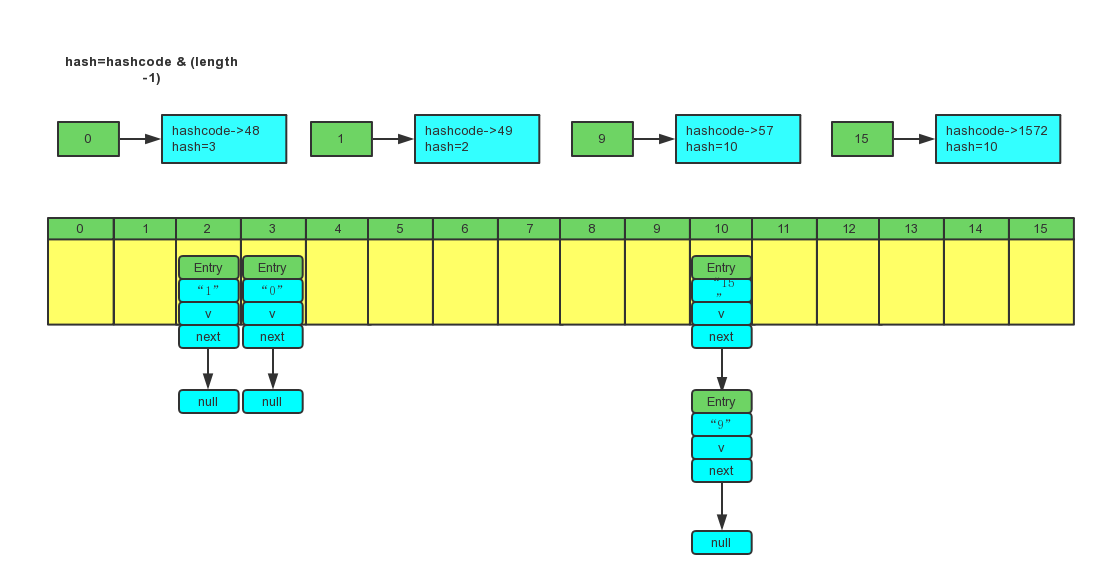 hash=hashcode & (length
-1)
0
hashcode->48
hash=3
1
hashcode->49
hash=2
9
hashcode->57
hash=10
15
hashcode->1572
hash=10
0 1 2 3 4 5 6 7 8 9 10 11 12 13 14 15
Entry Entry Entry
“1” “0” “15
”
v v v
next next next
null null Entry
“9”
v
next
null